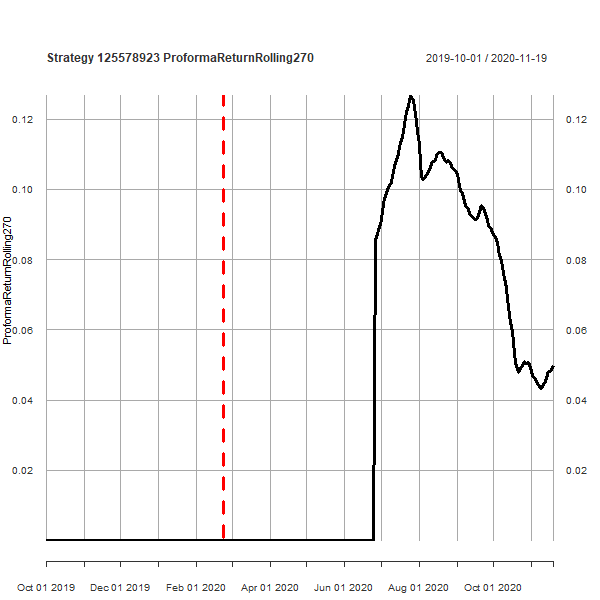 Strategy 125578923 ProformaReturnRolling270
2019-10-01 / 2020-11-19
ProformaReturnRolling270
0.12 0.12
0.10 0.10
0.08 0.08
0.06 0.06
0.04 0.04
0.02 0.02
Oct 01 2019 Dec 01 2019 Feb 01 2020 Apr 01 2020 Jun 01 2020 Aug 01 2020 Oct 01 2020